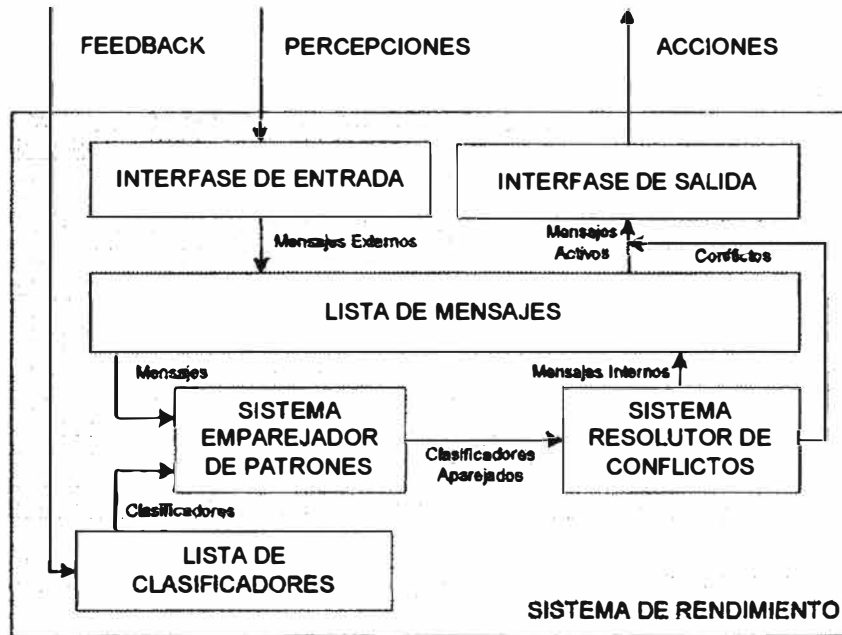 FEEDBACK
PERCEPCIONES
ACCIONES
INTERFASE DE ENTRADA
INTERFASE DE SALIDA
Mensajes Externos
Mensajes
Activos
Conflictos
LISTA DE MENSAJES
Mensajes
Mensajes Internos
SISTEMA
EMPAREJADOR
DE PATRONES
Clasificadores
Aparejados
SISTEMA
RESOLUTOR DE
CONFLICTOS
Clasificadores
LISTA DE
CLASIFICADORES
SISTEMA DE RENDIMIENTO